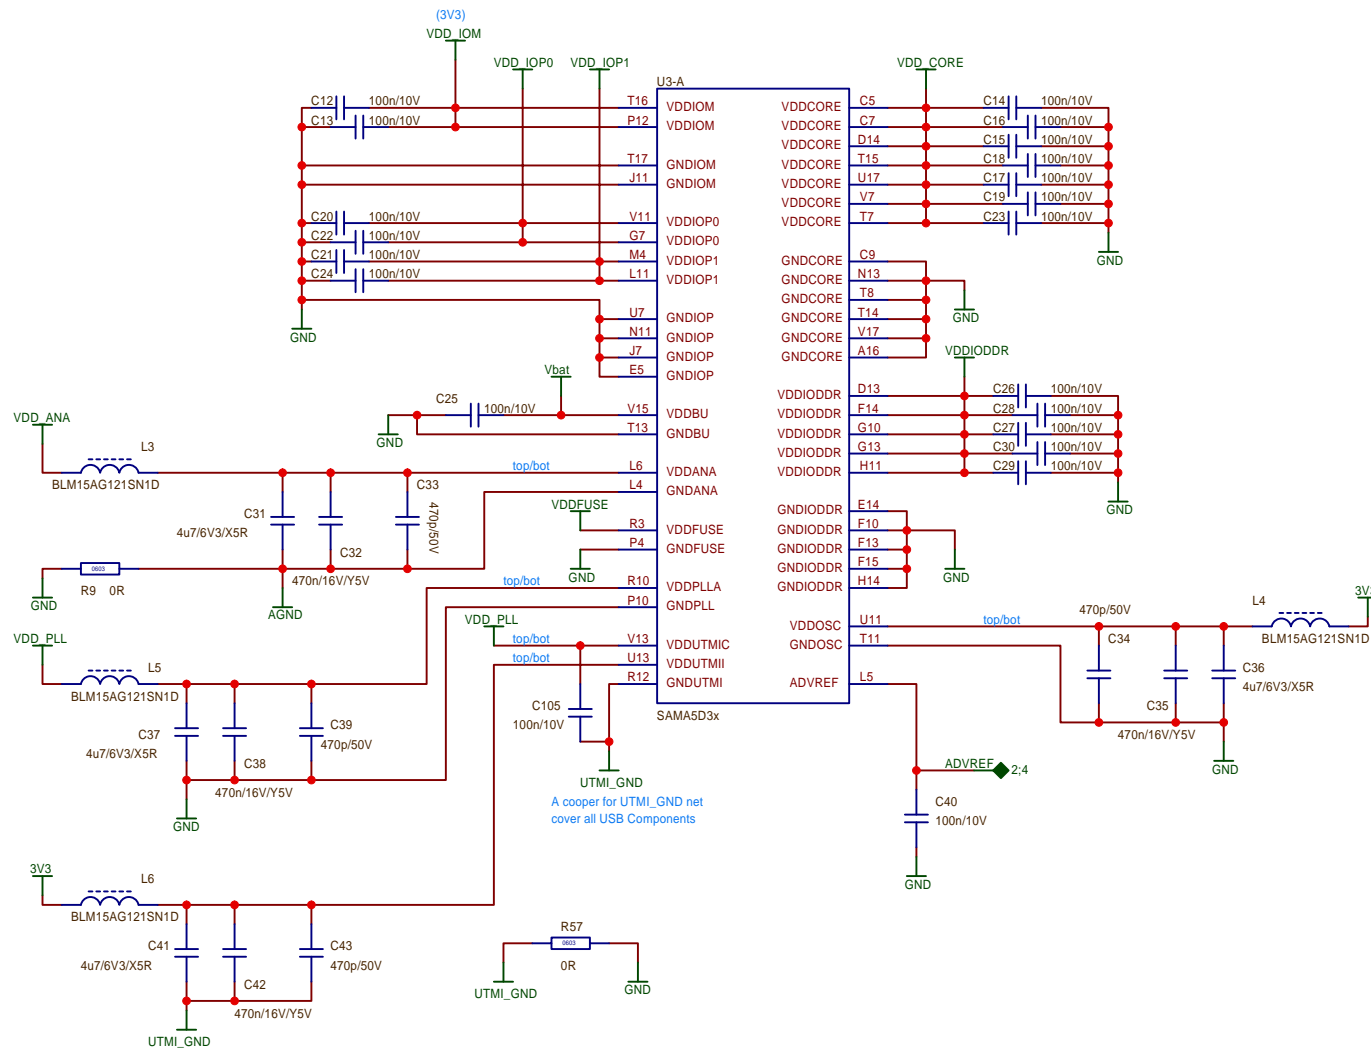 (3V3)
VDD_IOM
VDD_IOP0 VDD_IOP1 VDD_CORE
U3-A
C12 100n/10V T16 VDDIOM VDDCORE C5 C14 100n/10V
C13 100n/10V P12 VDDIOM VDDCORE C7 C16 100n/10V
VDDCORE D14 C15 100n/10V
T17 GNDIOM VDDCORE T15 C18 100n/10V
J11 GNDIOM VDDCORE U17 C17 100n/10V
VDDCORE V7 C19 100n/10V
C20 100n/10V V11 VDDIOP0 VDDCORE T7 C23 100n/10V
C22 100n/10V G7 VDDIOP0
C21 100n/10V M4 VDDIOP1 GNDCORE C9 GND
C24 100n/10V L11 VDDIOP1 GNDCORE N13
GNDCORE T8
U7 GNDIOP GNDCORE T14 GND
GND N11 GNDIOP GNDCORE V17
J7 GNDIOP GNDCORE A16 VDDIODDR
E5 GNDIOP
Vbat
C25 100n/10V VDDIODDR D13 C26 100n/10V
V15 VDDBU VDDIODDR F14 C28 100n/10V
GND T13 GNDBU VDDIODDR G10 C27 100n/10V
VDD_ANA
L3 VDDIODDR G13 C30 100n/10V
BLM15AG121SN1D top/bot L6 VDDANA VDDIODDR H11 C29 100n/10V
C33 L4 GNDANA
GND
C31 470p/50V VDDFUSE GNDIODDR E14
4u7/6V3/X5R R3 VDDFUSE GNDIODDR F10
C32 P4 GNDFUSE GNDIODDR F13
0603 GNDIODDR F15
470n/16V/Y5V GND GND
R9 0R top/bot R10 VDDPLLA GNDIODDR H14
GND AGND P10 GNDPLL
470p/50V L4 3V3
VDD_PLL VDD_PLL VDDOSC U11 top/bot C34 BLM15AG121SN1D
top/bot V13 VDDUTMIC GNDOSC T11
L5 top/bot U13 VDDUTMII
BLM15AG121SN1D R12 GNDUTMI ADVREF L5 C36
4u7/6V3/X5R
C105 SAMA5D3x C35
C37 C39 100n/10V
4u7/6V3/X5R 470p/50V 470n/16V/Y5V
C38 GND
470n/16V/Y5V UTMI_GND ADVREF 2;4
A cooper for UTMI_GND net
cover all USB Components
GND C40
100n/10V
3V3 GND
L6
BLM15AG121SN1D
R57
C41 C43 0603
4u7/6V3/X5R 470p/50V 0R
C42 UTMI_GND GND
470n/16V/Y5V
UTMI_GND